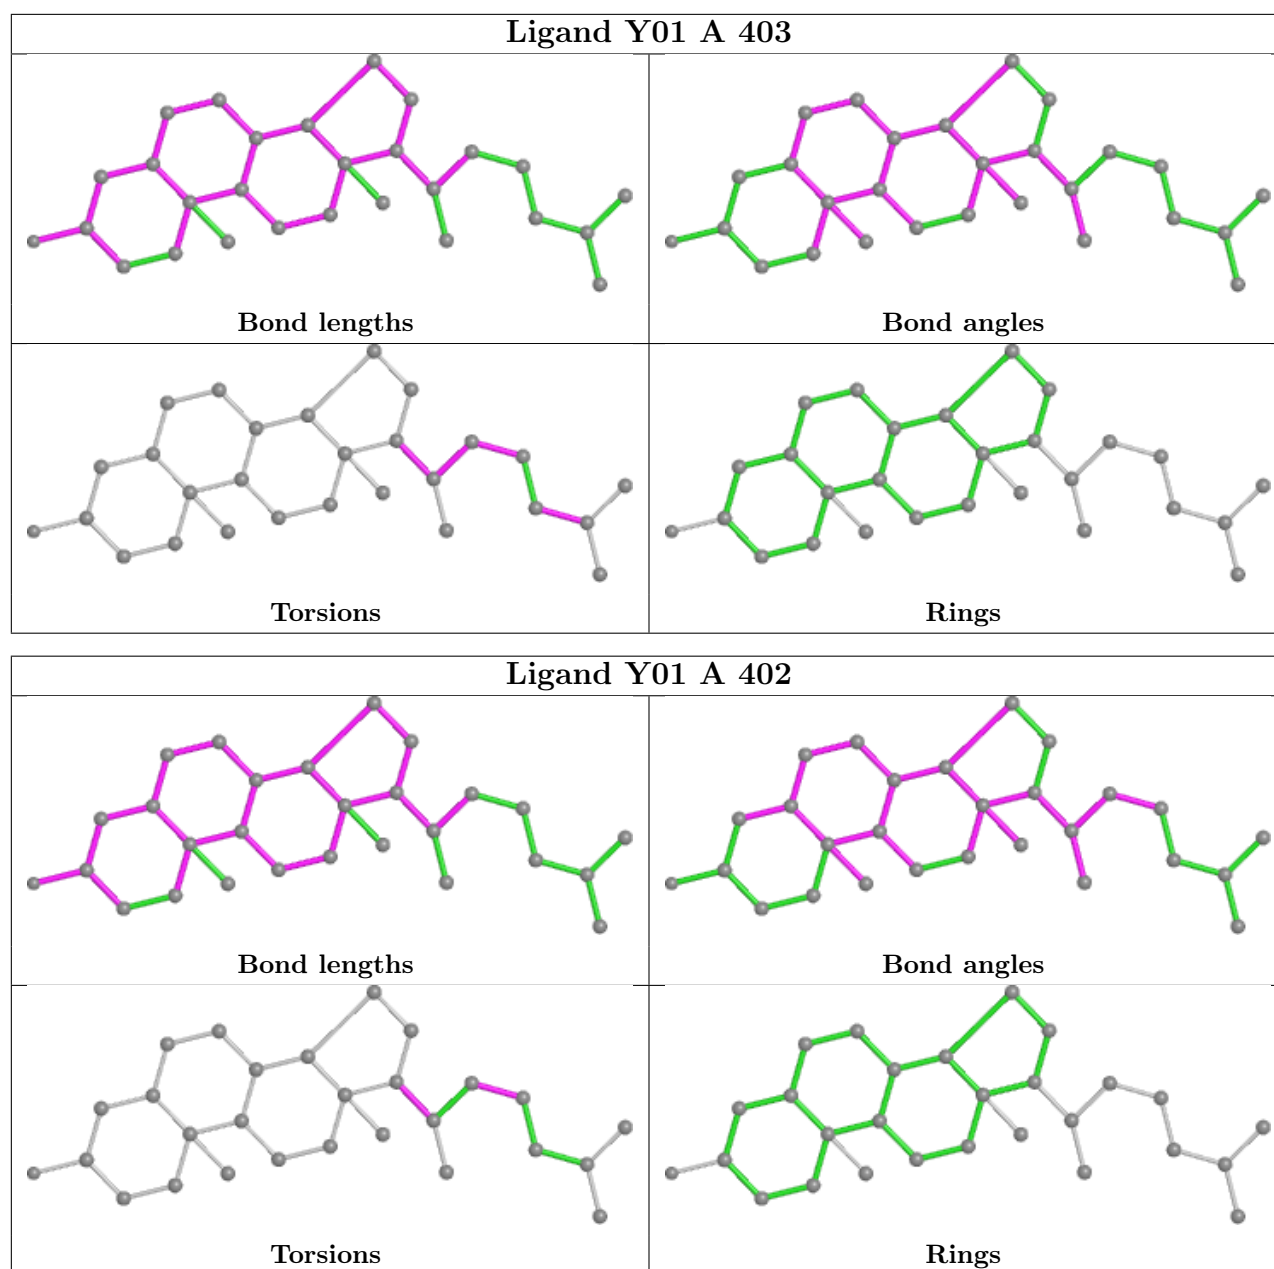 Ligand Y01 A 403
Bond lengths
Bond angles
Torsions
Rings
Ligand Y01 A 402
Bond lengths
Bond angles
Torsions
Rings